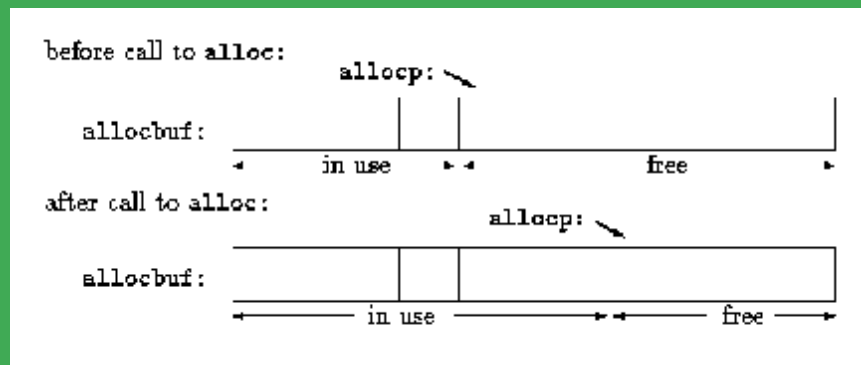 before call to alloc:
allocp:
allocbuf:
in use
free
after call to alloc:
allocp:
allocbuf:
in use
free